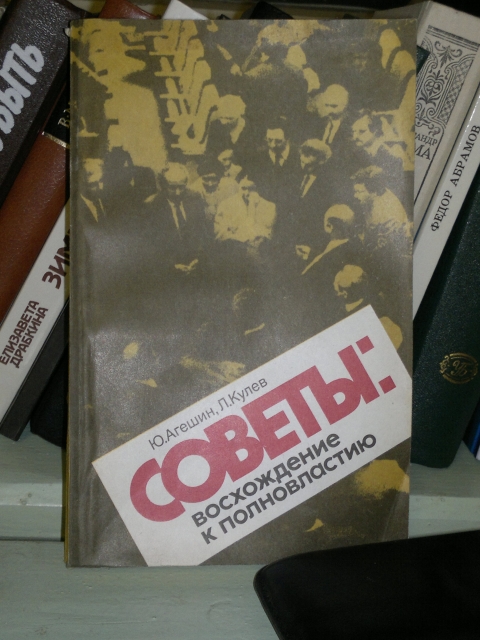 Ю.Агешин, Л.Кулев
СОВЕТЫ:
ВОСХОЖДЕНИЕ
К ПОЛНОВЛАСТИЮ
ЕЛИЗАВЕТА
ДРАБКИНА
ЗИМ
ФЕДОР АБРАМОВ